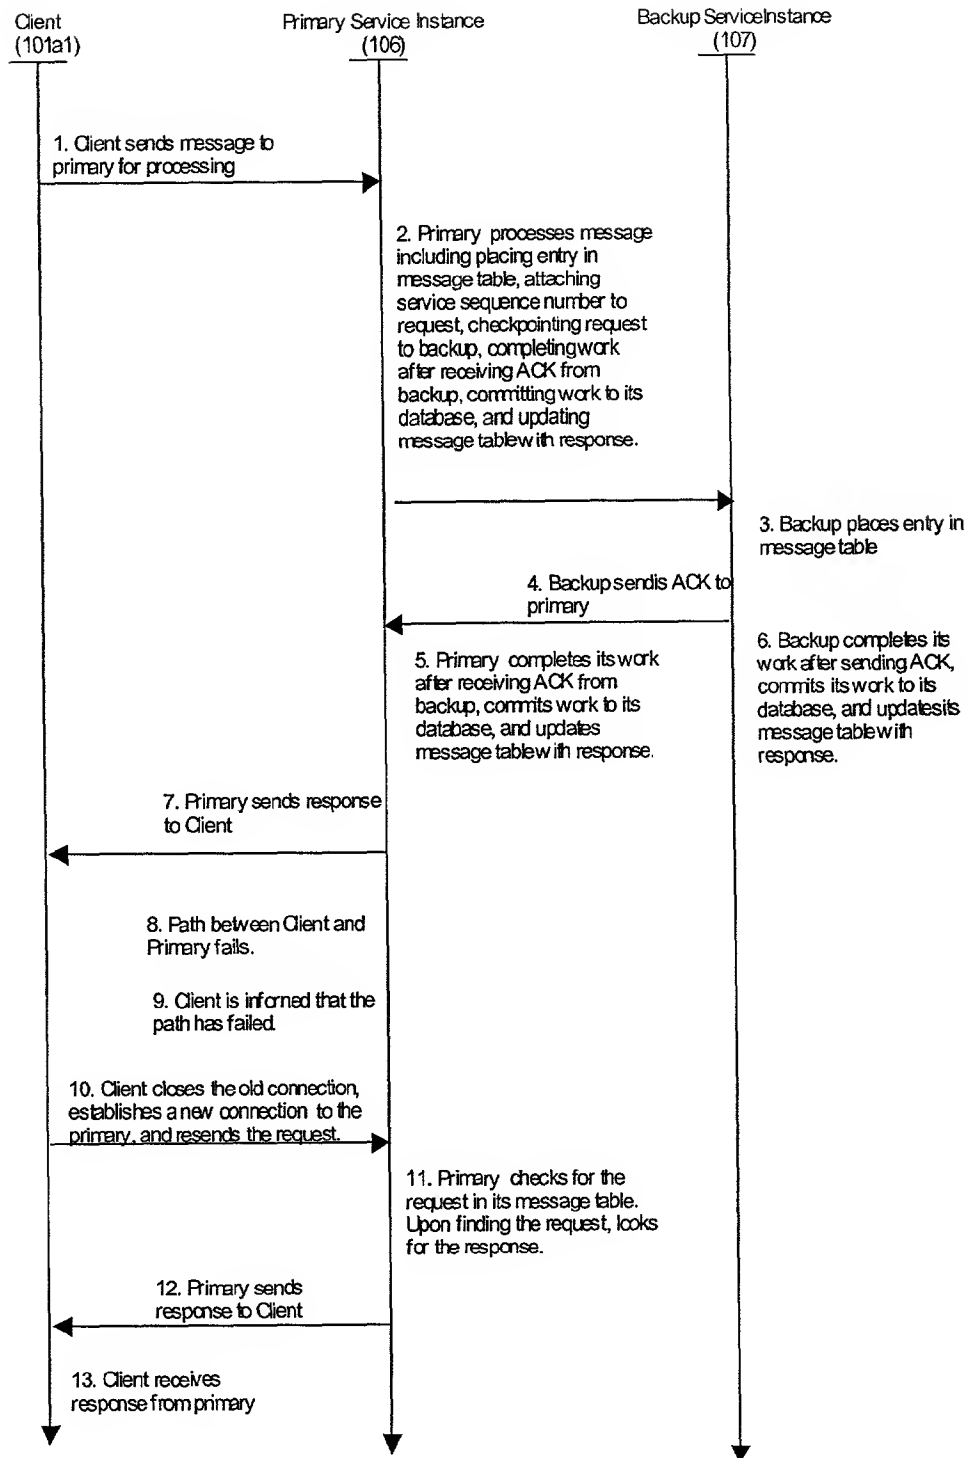 Client
(101a1)
Primary Service Instance
(106)
Backup ServiceInstance
(107)
1. Client sends message to
primary for processing
2. Primary processes message
including placing entry in
message table, attaching
service sequence number to
request, checkpointing request
to backup, completing work
after receiving ACK from
backup, committing work to its
database, and updating
message table with response.
3. Backup places entry in
message table
4. Backup sendis ACK to
primary
5. Primary completes its work
after receiving ACK from
backup, commits work to its
database, and updates
message table with response.
6. Backup completes its
work after sending ACK,
commits its work to its
database, and updates its
message table with
response.
7. Primary sends response
to Client
8. Path between Client and
Primary fails.
9. Client is informed that the
path has failed.
10. Client closes the old connection,
establishes a new connection to the
primary, and resends the request.
11. Primary checks for the
request in its message table.
Upon finding the request, looks
for the response.
12. Primary sends
response to Client
13. Client receives
response from primary